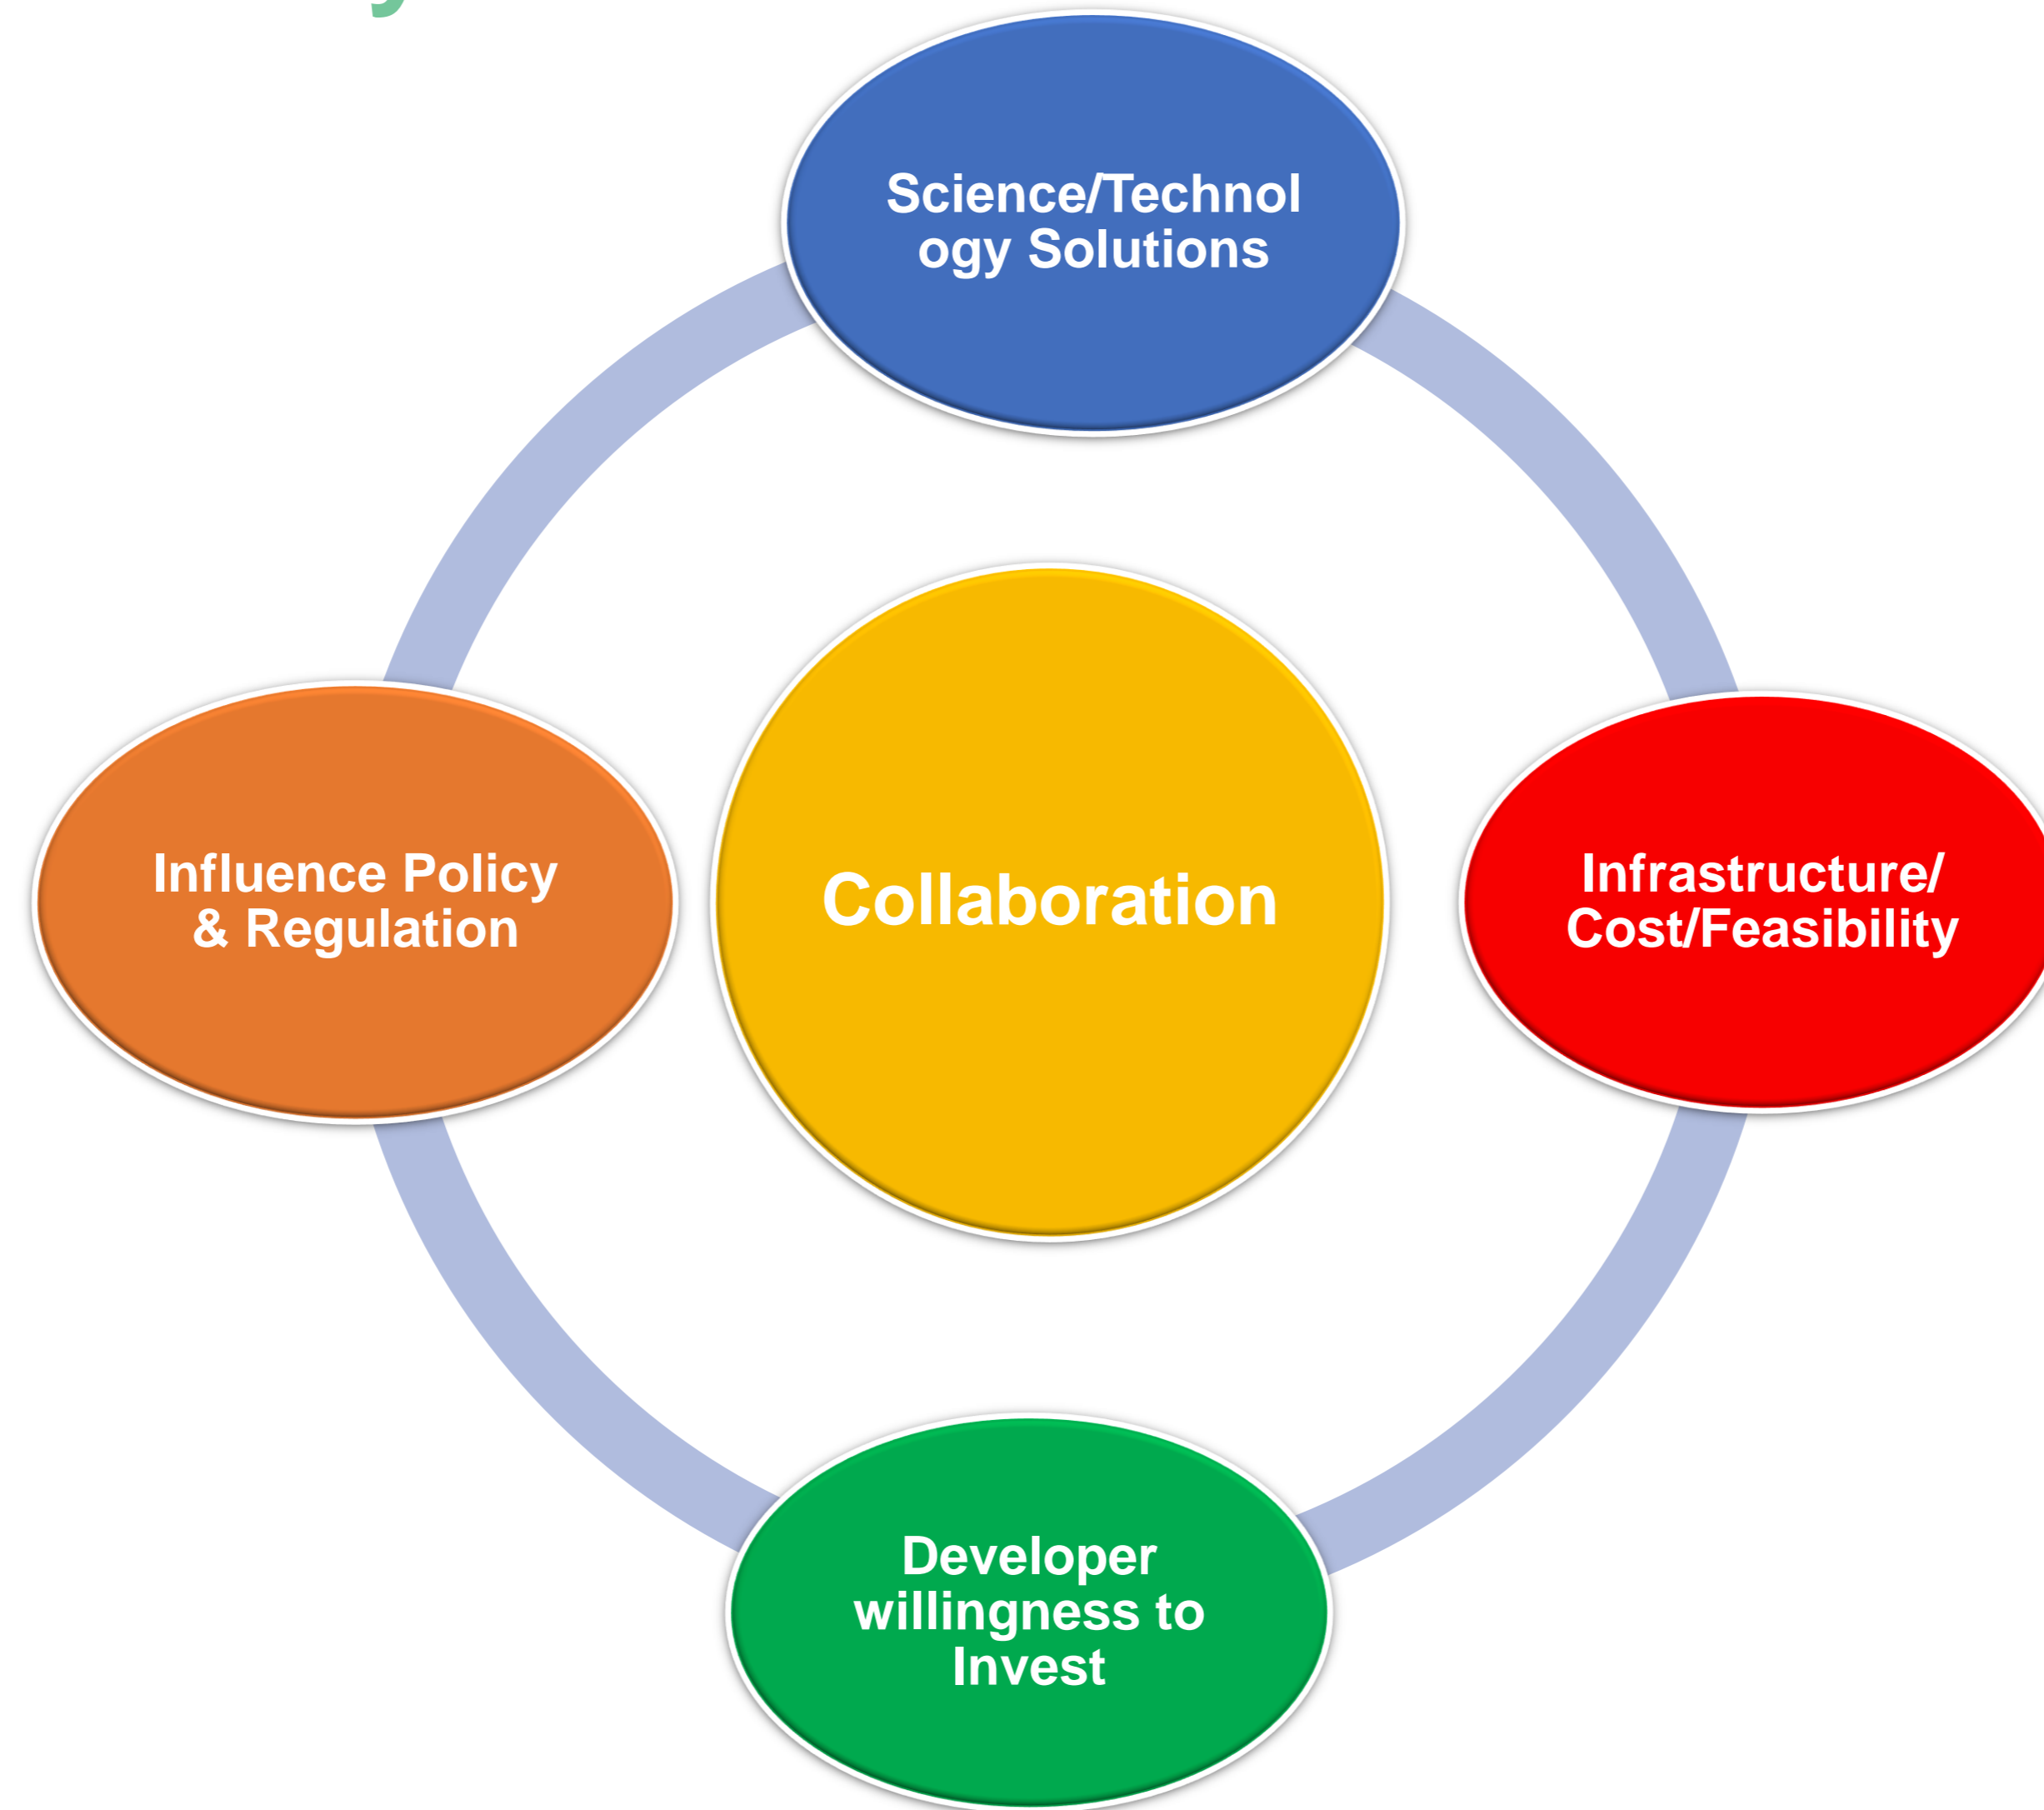 Science/Technol
ogy Solutions
Influence Policy
& Regulation
Collaboration
Infrastructure/
Cost/Feasibility
Developer
willingness to
Invest